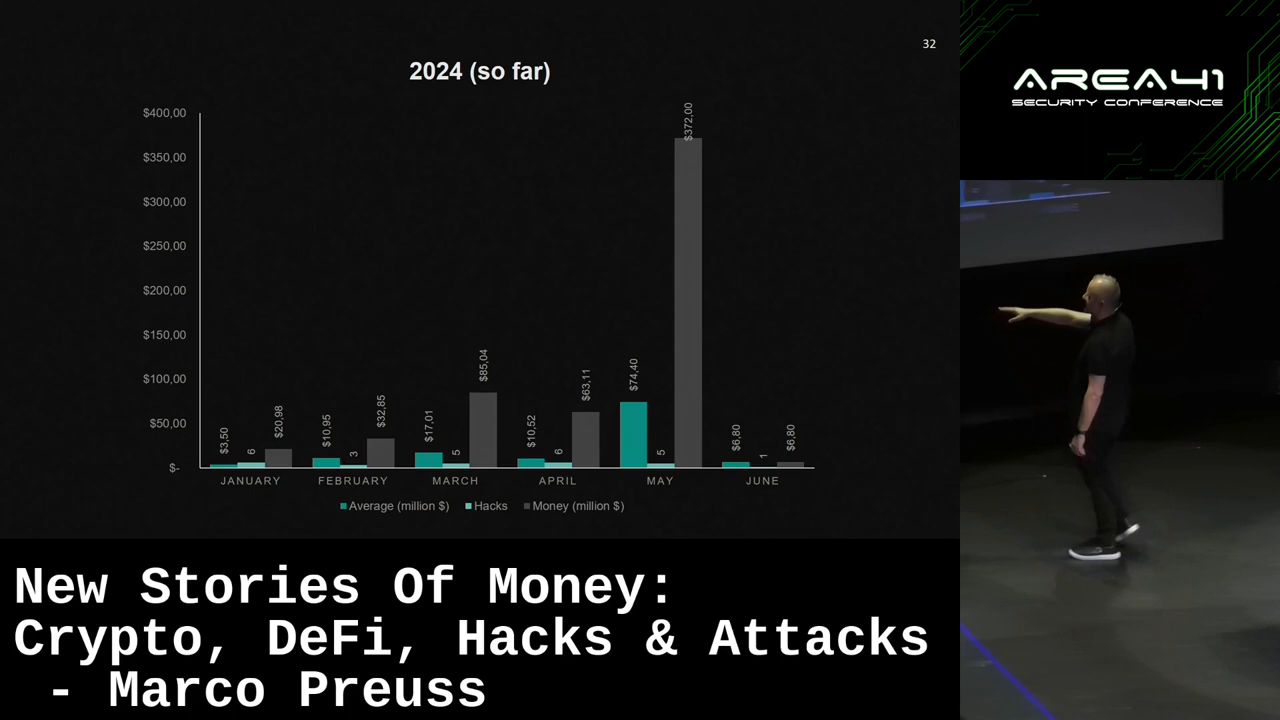 32
AREA41
SECURITY CONFERENCE
2024 (so far)
$400,00
$350,00
$300,00
$250,00
$200,00
$150,00
$100,00
$50,00
$-
$3,50
6
$20,98
$10,95
3
$32,85
$17,01
5
$85,04
$10,52
6
$63,11
$74,40
5
$372,00
$6,80
1
$6,80
JANUARY
FEBRUARY
MARCH
APRIL
MAY
JUNE
Average (million $)
Hacks
Money (million $)
New Stories Of Money:
Crypto, DeFi, Hacks & Attacks
- Marco Preuss